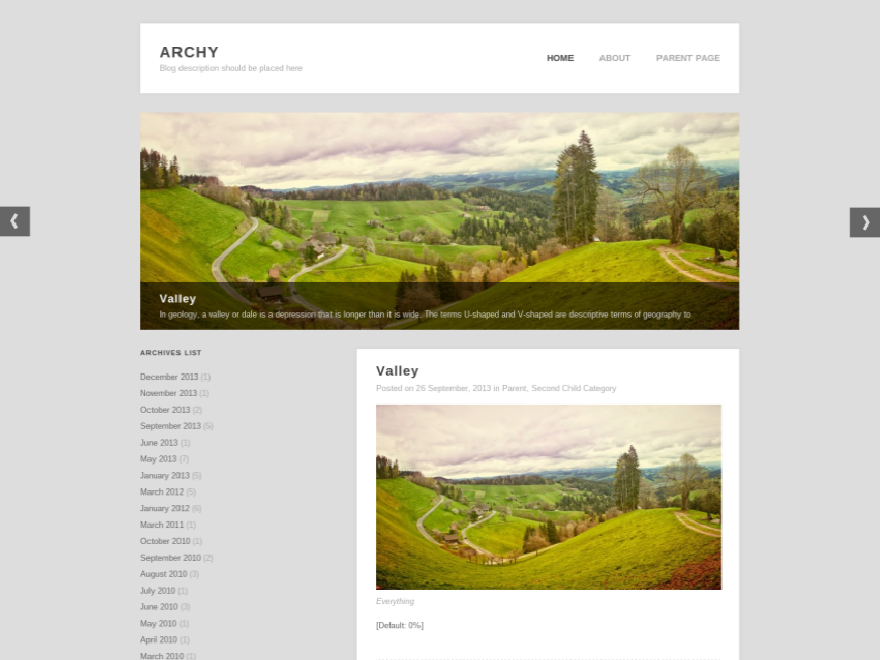 ARCHY
Blog description should be placed here
HOME ABOUT PARENT PAGE
Valley
In geology, a valley or dale is a depression that is longer than it is wide. The terms U-shaped and V-shaped are descriptive terms of geography to
ARCHIVES LIST
December 2013 (1)
November 2013 (1)
October 2013 (2)
September 2013 (5)
June 2013 (1)
May 2013 (7)
January 2013 (5)
March 2012 (5)
January 2012 (6)
March 2011 (1)
October 2010 (1)
September 2010 (2)
August 2010 (3)
July 2010 (1)
June 2010 (3)
May 2010 (1)
April 2010 (1)
March 2010 (1)
Valley
Posted on 26 September, 2013 in Parent, Second Child Category
Everything
[Default: 0%]